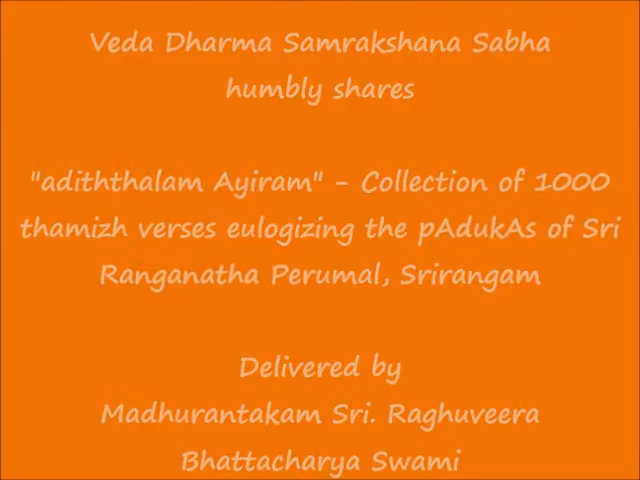 Veda Dharma Samrakshana Sabha
humbly shares
"adiththalam Ayiram" - Collection of 1000
thamizh verses eulogizing the pAdukAs of Sri
Ranganatha Perumal, Srirangam
Delivered by
Madhurantakam Sri. Raghuveera
Bhattacharya Swami